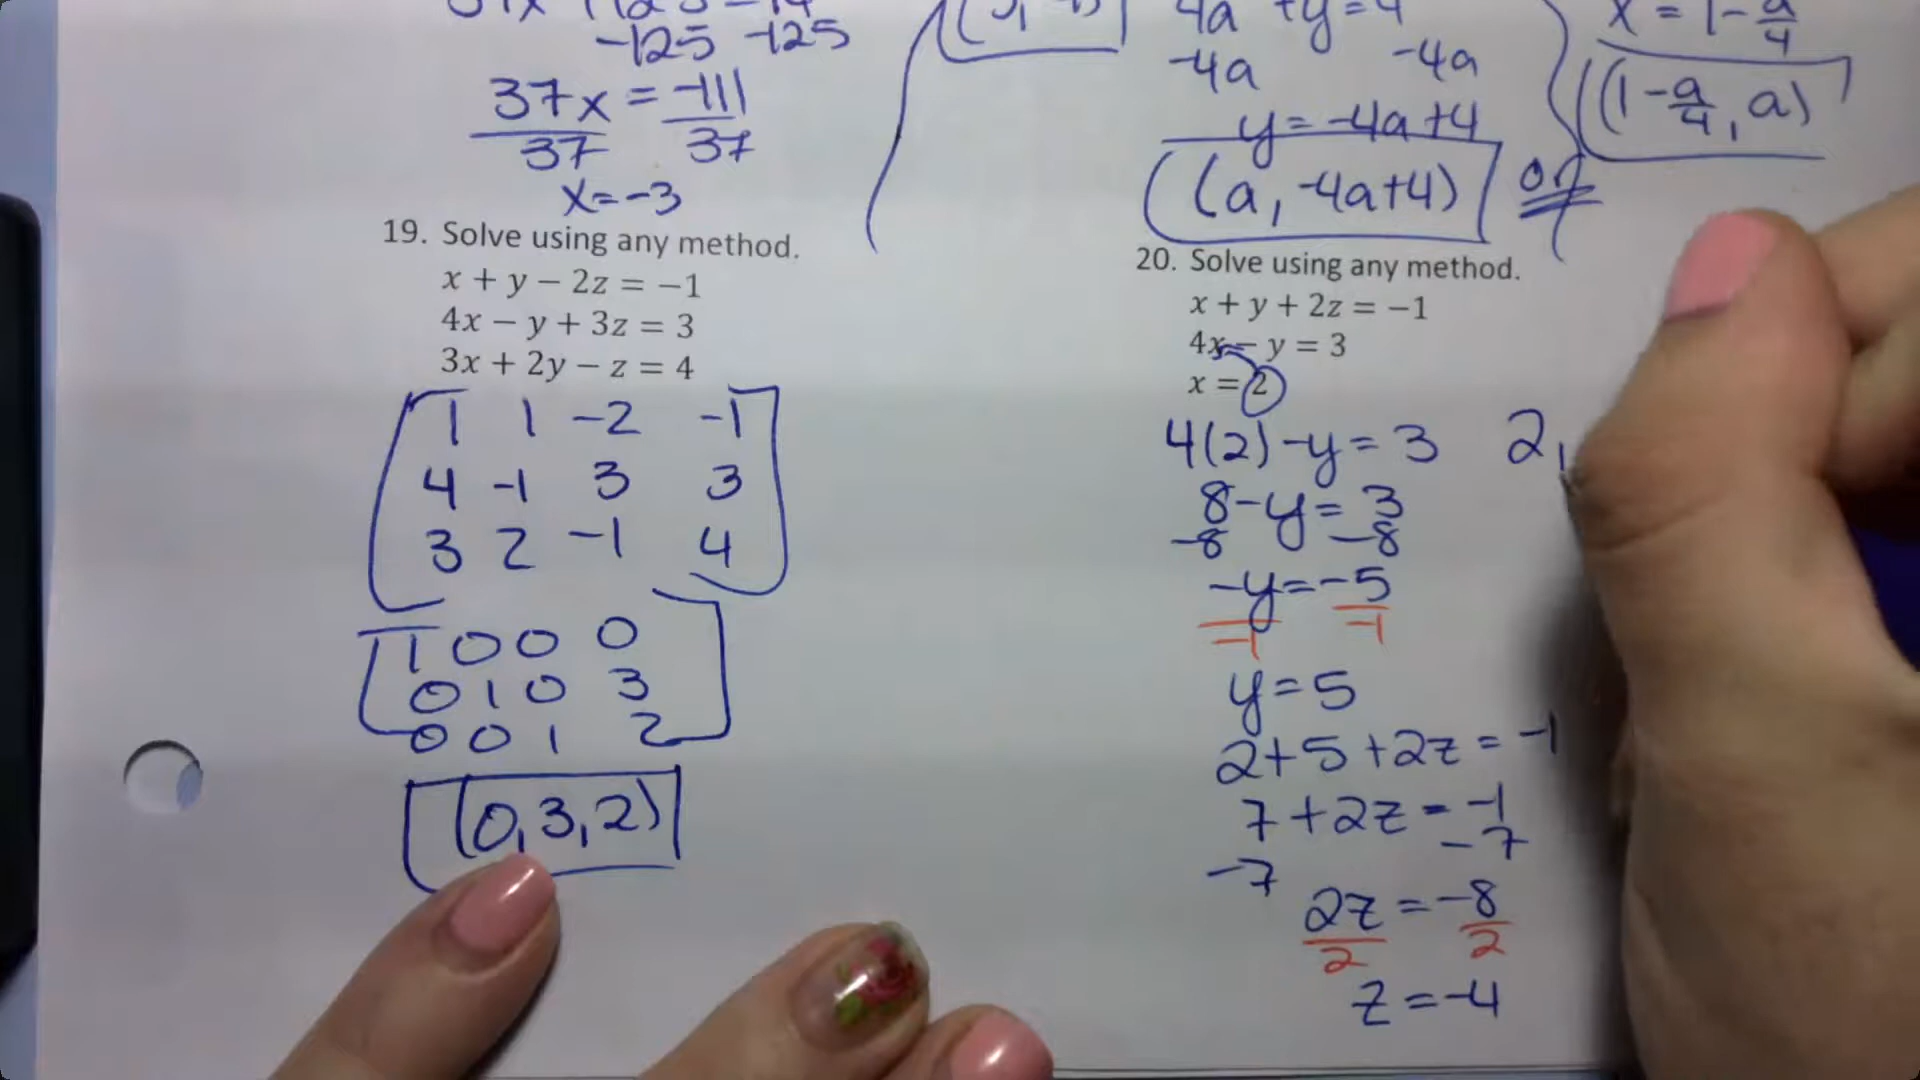 -125 -125
37x = -111
37 37
x = -3
4a + y = 4
-4a -4a
y = -4a+4
(a, -4a+4) or
x = 1 - a/4
(1 - a/4, a)
19. Solve using any method.
x + y − 2z = −1
4x − y + 3z = 3
3x + 2y − z = 4
1 1 -2 -1
4 -1 3 3
3 2 -1 4
1 0 0 0
0 1 0 3
0 0 1 2
(0, 3, 2)
20. Solve using any method.
x + y + 2z = −1
4x − y = 3
x = 2
4(2) - y = 3 2,
8 - y = 3
-8 -8
-y = -5
-1 -1
y = 5
2 + 5 + 2z = -1
7 + 2z = -1
-7 -7
2z = -8
2 2
z = -4